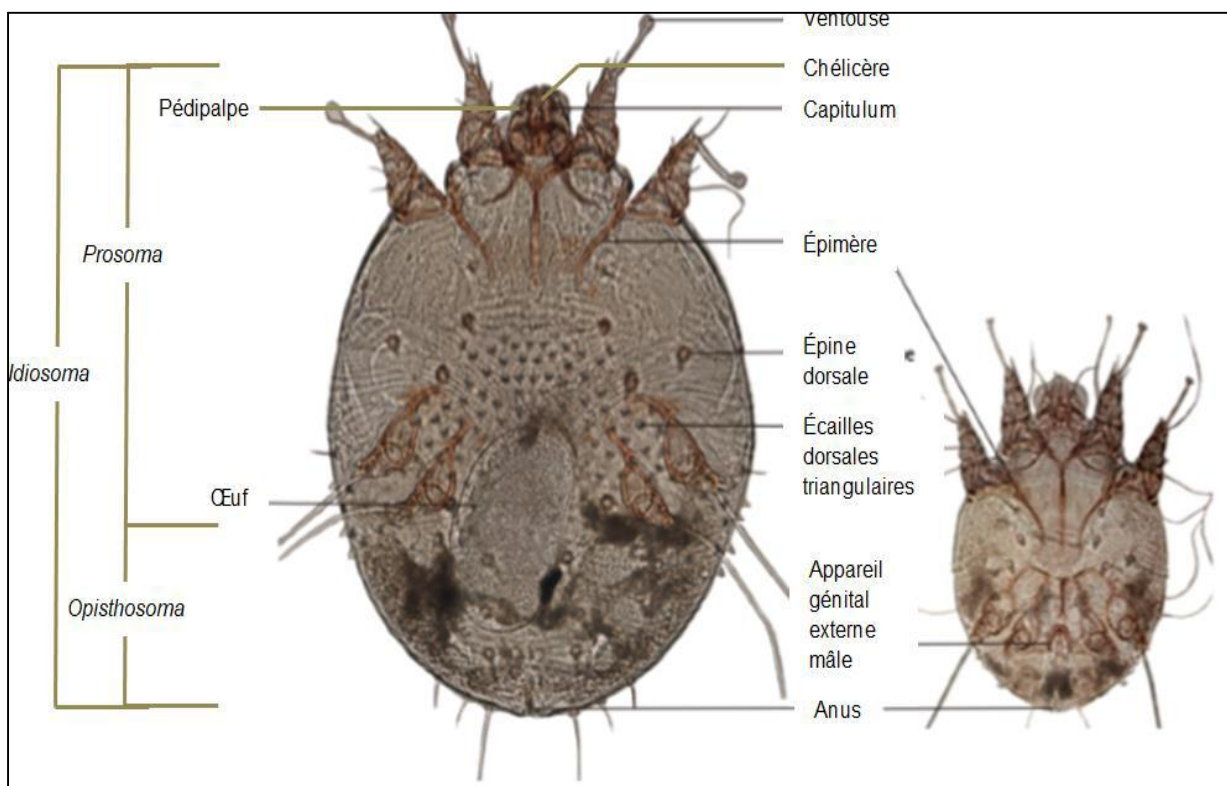 Ventouse
Chélicère
Pédipalpe
Capitulum
Prosoma
Épimère
Idiosoma
Épine
dorsale
e
Écailles
dorsales
triangulaires
Œuf
Appareil
génital
externe
mâle
Opisthosoma
Anus